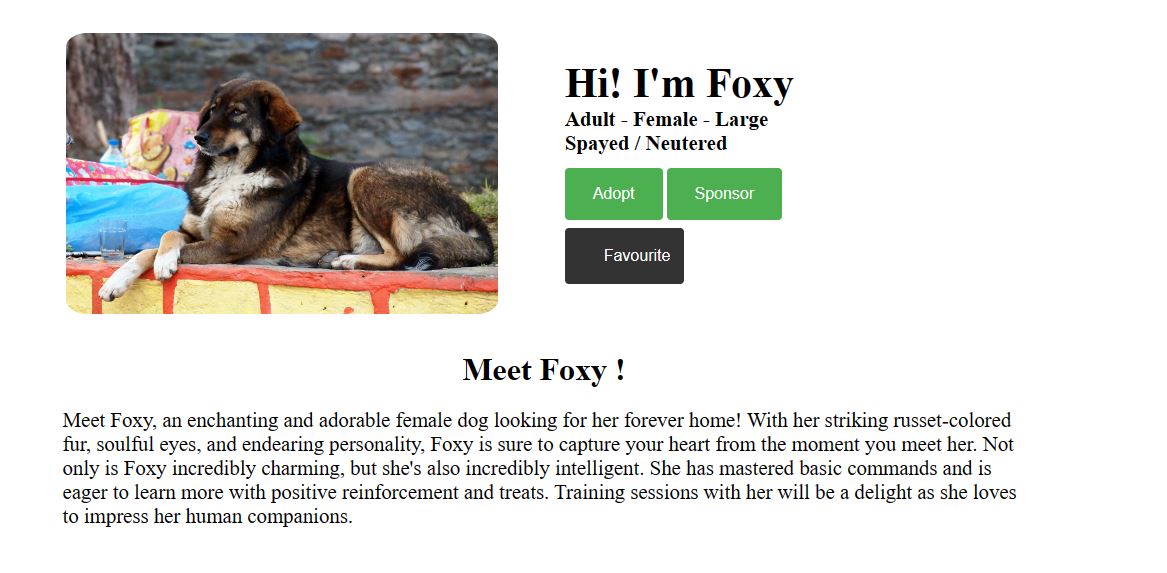 Hi! I'm Foxy
Adult - Female - Large
Spayed / Neutered
Adopt
Sponsor
Favourite
Meet Foxy !
Meet Foxy, an enchanting and adorable female dog looking for her forever home! With her striking russet-colored
fur, soulful eyes, and endearing personality, Foxy is sure to capture your heart from the moment you meet her. Not
only is Foxy incredibly charming, but she's also incredibly intelligent. She has mastered basic commands and is
eager to learn more with positive reinforcement and treats. Training sessions with her will be a delight as she loves
to impress her human companions.